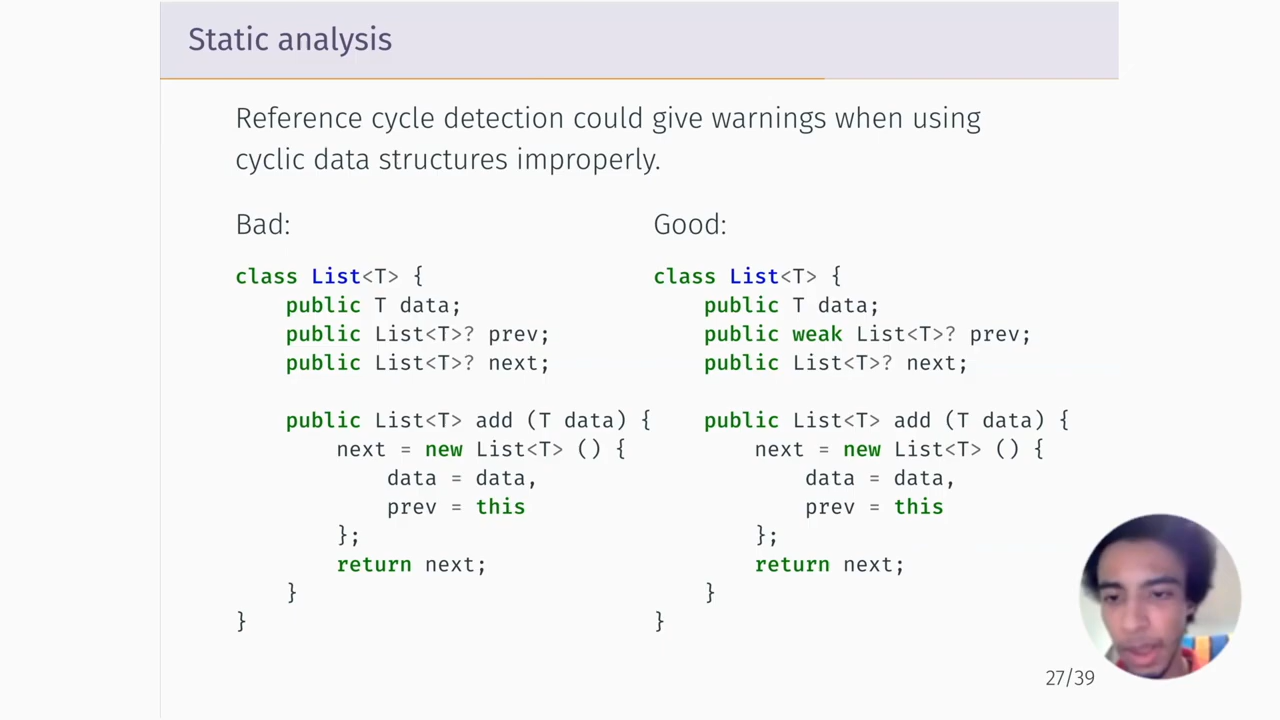 Static analysis
Reference cycle detection could give warnings when using
cyclic data structures improperly.
Bad:
class List<T> {
    public T data;
    public List<T>? prev;
    public List<T>? next;

    public List<T> add (T data) {
        next = new List<T> () {
            data = data,
            prev = this
        };
        return next;
    }
}
Good:
class List<T> {
    public T data;
    public weak List<T>? prev;
    public List<T>? next;

    public List<T> add (T data) {
        next = new List<T> () {
            data = data,
            prev = this
        };
        return next;
    }
}
27/39